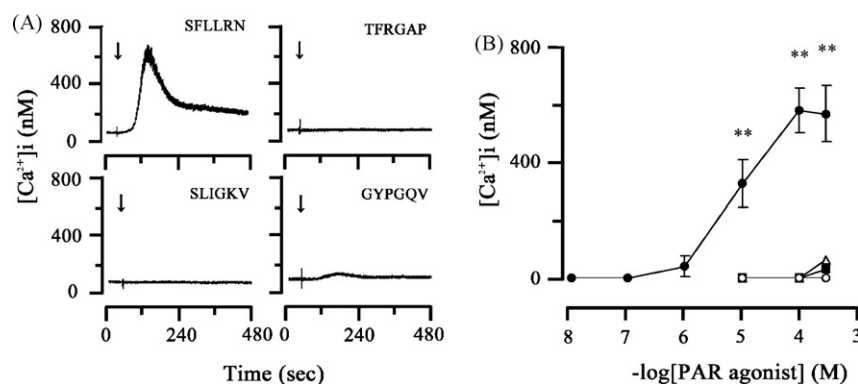 (A)
SFLLRN
TFRGAP
SLIGKV
GYPGQV
[Ca²⁺]i (nM)
800
400
0
800
400
0
0 240 480
0 240 480
Time (sec)
(B)
[Ca²⁺]i (nM)
800
400
0
** ** **
8 7 6 5 4 3
-log[PAR agonist] (M)